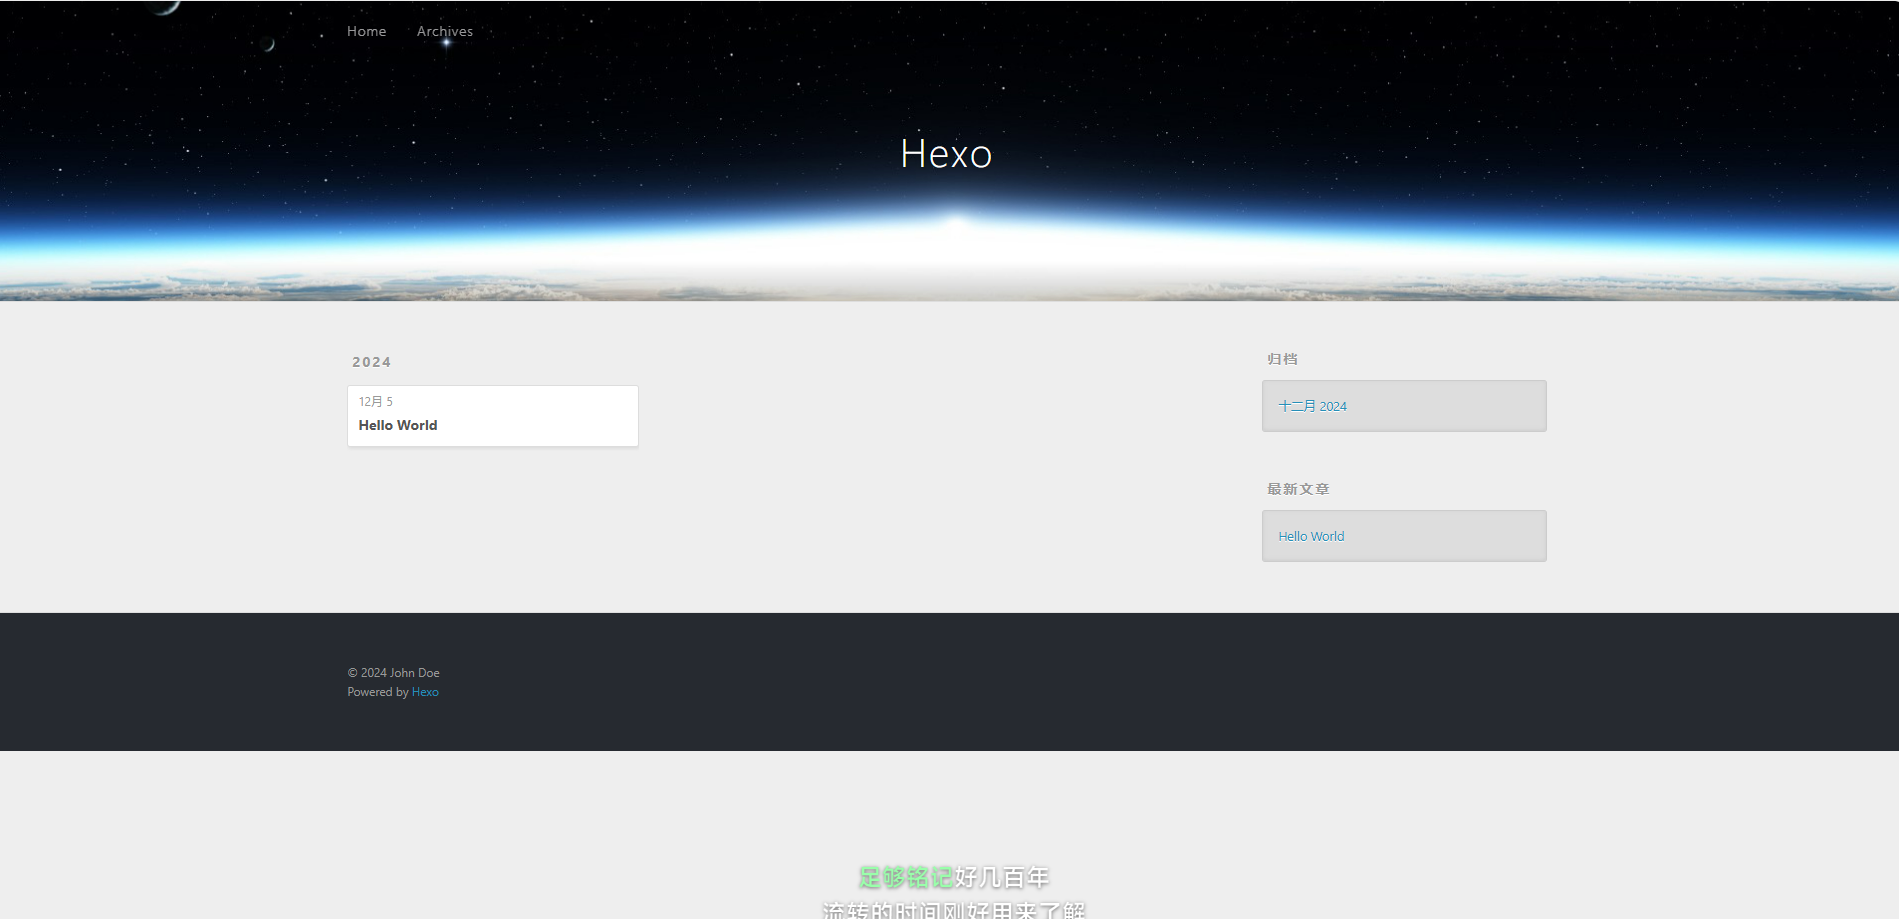 Home Archives
Hexo
2024
12月 5
Hello World
归档
十二月 2024
最新文章
Hello World
© 2024 John Doe
Powered by Hexo
足够铭记好几百年
流转的时间刚好用来了解